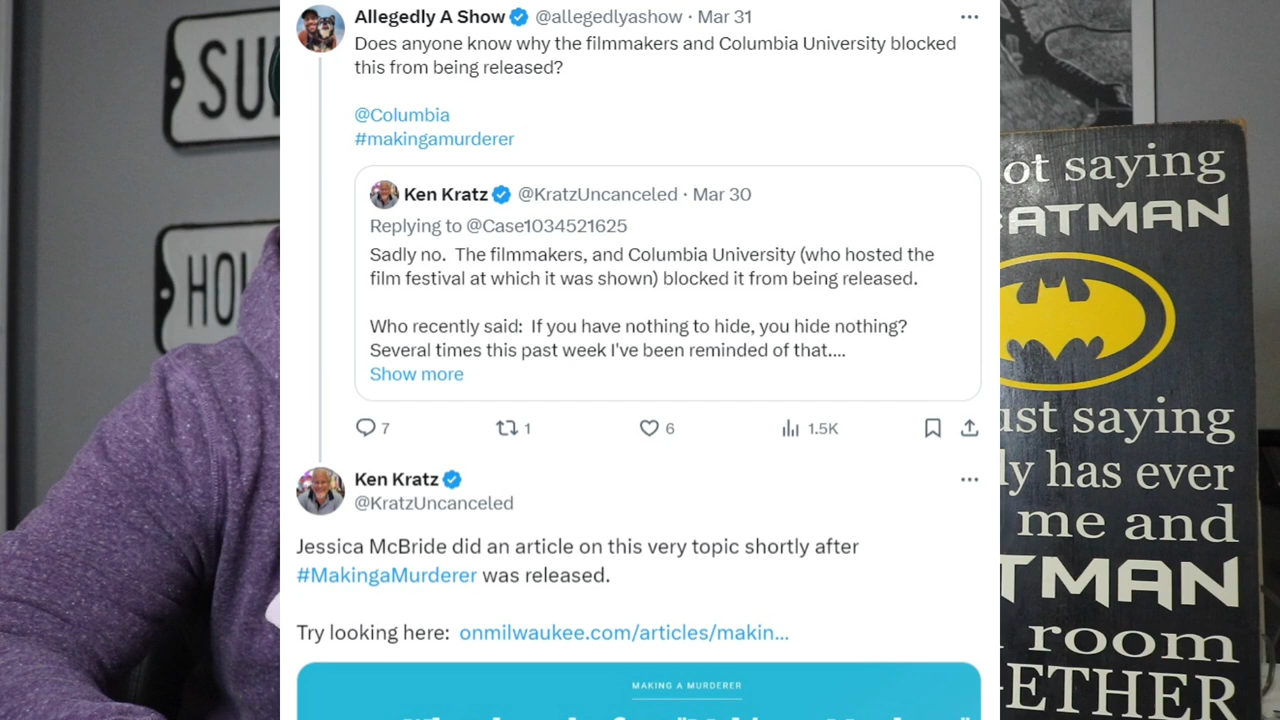 SU
HOU
Allegedly A Show @allegedlyashow · Mar 31
Does anyone know why the filmmakers and Columbia University blocked
this from being released?
@Columbia
#makingamurderer
Ken Kratz @KratzUncanceled · Mar 30
Replying to @Case1034521625
Sadly no. The filmmakers, and Columbia University (who hosted the
film festival at which it was shown) blocked it from being released.
Who recently said: If you have nothing to hide, you hide nothing?
Several times this past week I've been reminded of that....
Show more
7 1 6 1.5K
Ken Kratz
@KratzUncanceled
Jessica McBride did an article on this very topic shortly after
#MakingaMurderer was released.
Try looking here: onmilwaukee.com/articles/makin...
MAKING A MURDERER
ot saying
ATMAN
ust saying
ly has ever
me and
TMAN
room
ETHER